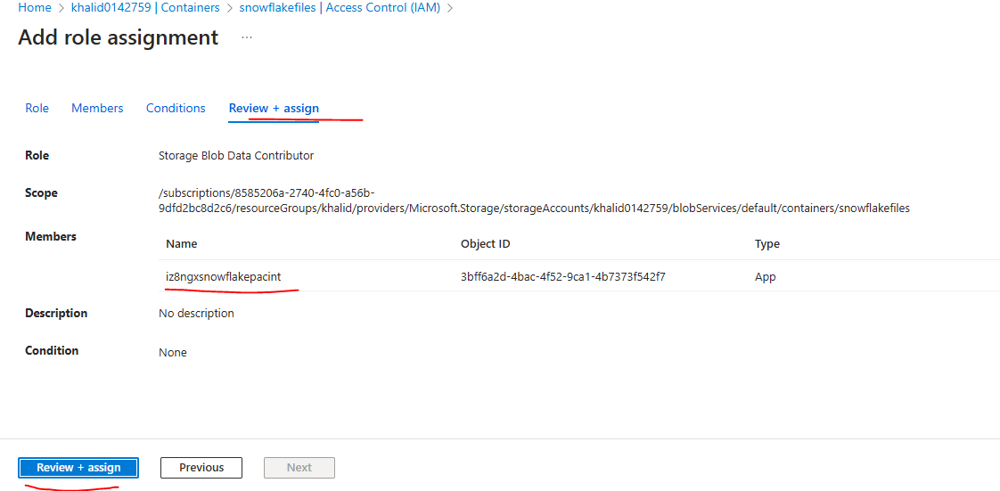 Home > khalid0142759 | Containers > snowflakefiles | Access Control (IAM) >
Add role assignment ...
Role Members Conditions Review + assign
Role Storage Blob Data Contributor
Scope /subscriptions/8585206a-2740-4fc0-a56b-
9dfd2bc8d2c6/resourceGroups/khalid/providers/Microsoft.Storage/storageAccounts/khalid0142759/blobServices/default/containers/snowflakefiles
Members Name Object ID Type
iz8ngxsnowflakepacint 3bff6a2d-4bac-4f52-9ca1-4b7373f542f7 App
Description No description
Condition None
Review + assign Previous Next